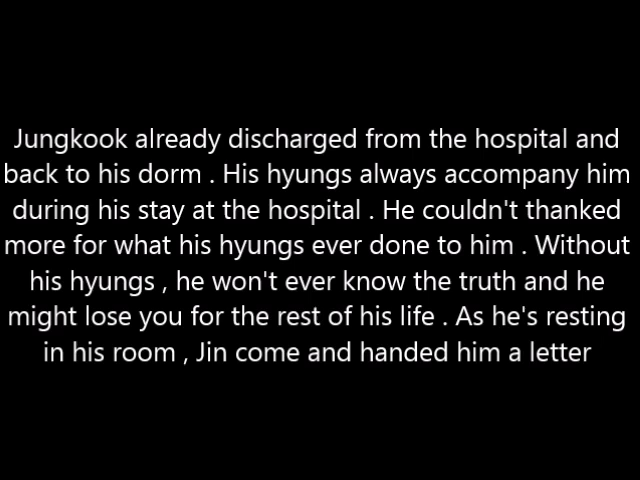 Jungkook already discharged from the hospital and
back to his dorm . His hyungs always accompany him
during his stay at the hospital . He couldn't thanked
more for what his hyungs ever done to him . Without
his hyungs , he won't ever know the truth and he
might lose you for the rest of his life . As he's resting
in his room , Jin come and handed him a letter